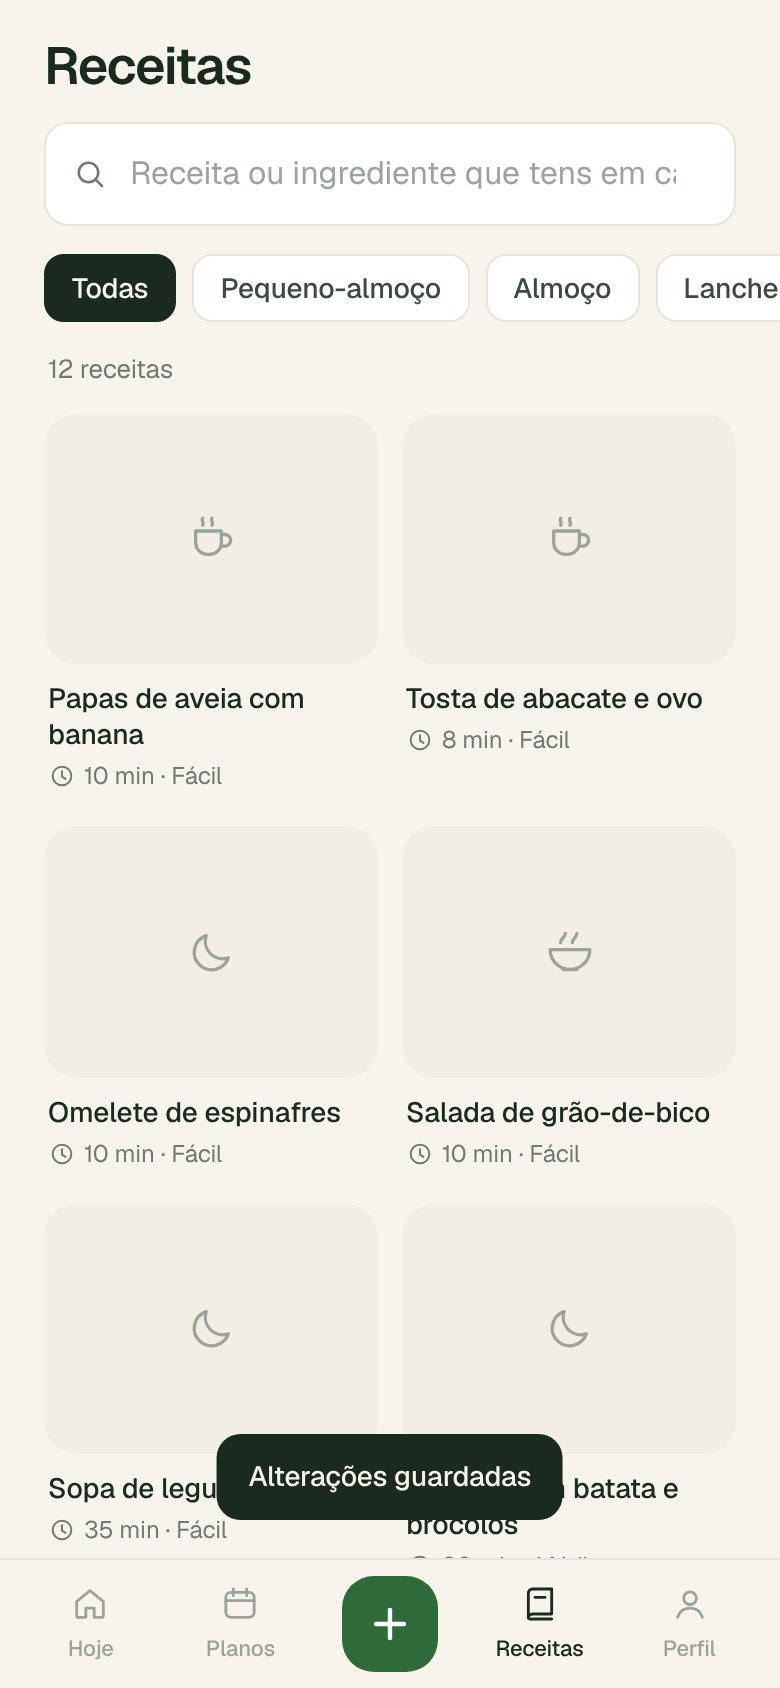 Receitas
Receita ou ingrediente que tens em
Todas
Pequeno-almoço
Almoço
Lanche
12 receitas
Papas de aveia com
banana
10 min · Fácil
Tosta de abacate e ovo
8 min · Fácil
Omelete de espinafres
10 min · Fácil
Salada de grão-de-bico
10 min · Fácil
Sopa de
35 min · Fácil
batata e
brócolos
Alterações guardadas
Hoje
Planos
Receitas
Perfil